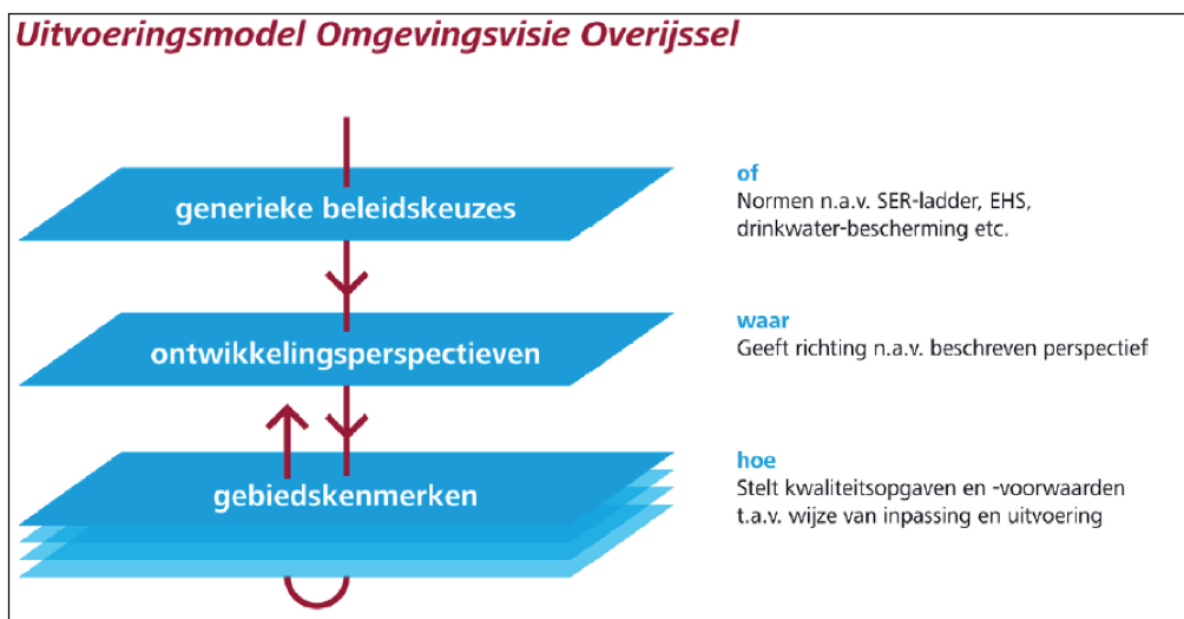 Uitvoeringsmodel Omgevingsvisie Overijssel
generieke beleidskeuzes
of
Normen n.a.v. SER-ladder, EHS,
drinkwater-bescherming etc.
ontwikkelingsperspectieven
waar
Geeft richting n.a.v. beschreven perspectief
gebiedskenmerken
hoe
Stelt kwaliteitsopgaven en -voorwaarden
t.a.v. wijze van inpassing en uitvoering